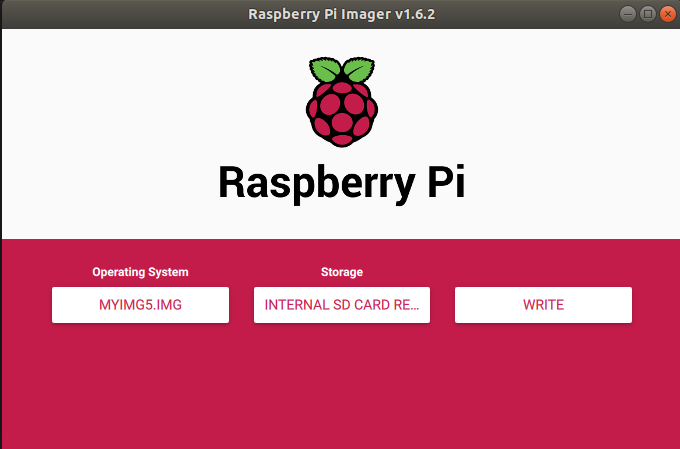 Raspberry Pi Imager v1.6.2
Raspberry Pi
Operating System
Storage
MYIMG5.IMG
INTERNAL SD CARD RE...
WRITE